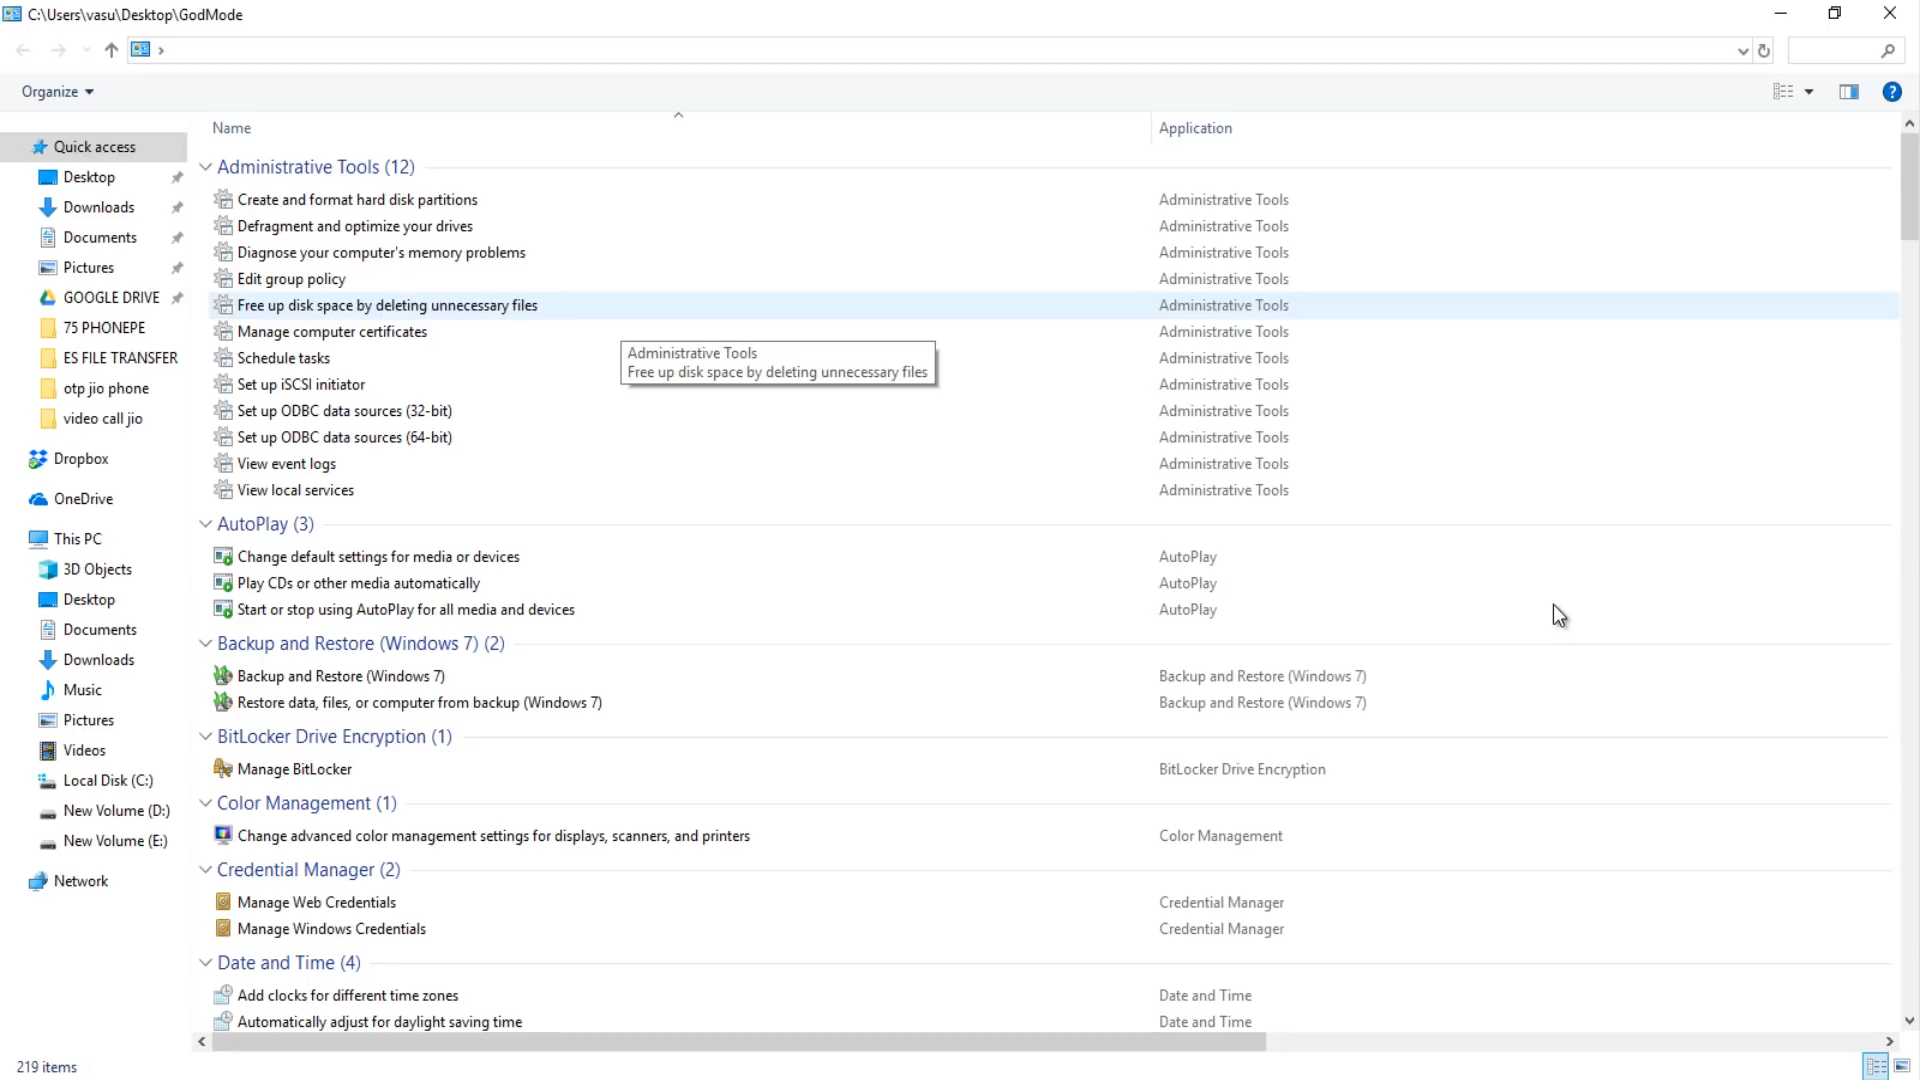 C:\Users\vasu\Desktop\GodMode
Organize
Name Application
Quick access
Desktop
Downloads
Documents
Pictures
GOOGLE DRIVE
75 PHONEPE
ES FILE TRANSFER
otp jio phone
video call jio
Dropbox
OneDrive
This PC
3D Objects
Desktop
Documents
Downloads
Music
Pictures
Videos
Local Disk (C:)
New Volume (D:)
New Volume (E:)
Network
Administrative Tools (12)
Create and format hard disk partitions Administrative Tools
Defragment and optimize your drives Administrative Tools
Diagnose your computer's memory problems Administrative Tools
Edit group policy Administrative Tools
Free up disk space by deleting unnecessary files Administrative Tools
Manage computer certificates Administrative Tools
Schedule tasks Administrative Tools
Set up iSCSI initiator Administrative Tools
Set up ODBC data sources (32-bit) Administrative Tools
Set up ODBC data sources (64-bit) Administrative Tools
View event logs Administrative Tools
View local services Administrative Tools
Administrative Tools
Free up disk space by deleting unnecessary files
AutoPlay (3)
Change default settings for media or devices AutoPlay
Play CDs or other media automatically AutoPlay
Start or stop using AutoPlay for all media and devices AutoPlay
Backup and Restore (Windows 7) (2)
Backup and Restore (Windows 7) Backup and Restore (Windows 7)
Restore data, files, or computer from backup (Windows 7) Backup and Restore (Windows 7)
BitLocker Drive Encryption (1)
Manage BitLocker BitLocker Drive Encryption
Color Management (1)
Change advanced color management settings for displays, scanners, and printers Color Management
Credential Manager (2)
Manage Web Credentials Credential Manager
Manage Windows Credentials Credential Manager
Date and Time (4)
Add clocks for different time zones Date and Time
Automatically adjust for daylight saving time Date and Time
219 items